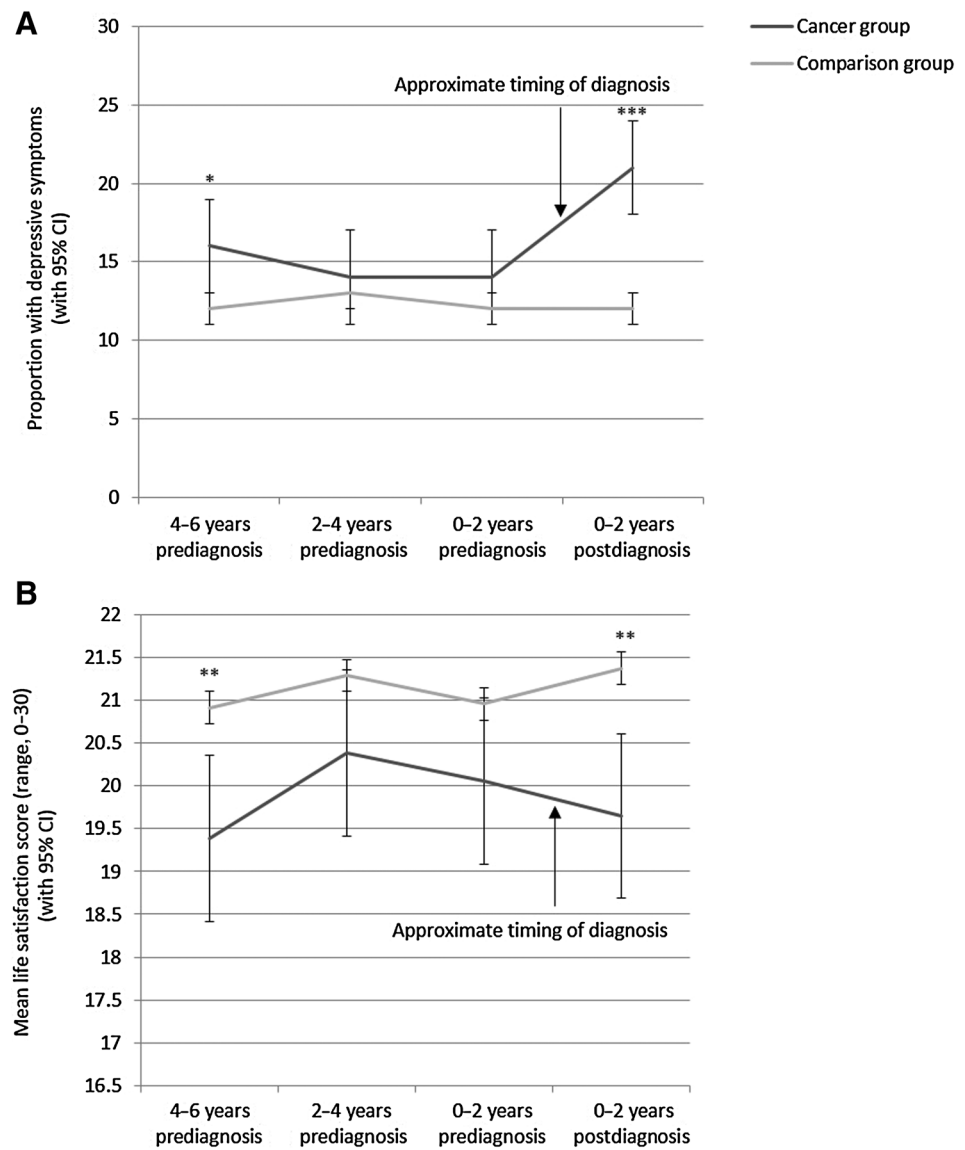 A
Cancer group
Comparison group
30
25
20
15
10
5
0
Proportion with depressive symptoms
(with 95% CI)
Approximate timing of diagnosis
*
***
4–6 years
prediagnosis
2–4 years
prediagnosis
0–2 years
prediagnosis
0–2 years
postdiagnosis
B
22
21.5
21
20.5
20
19.5
19
18.5
18
17.5
17
16.5
Mean life satisfaction score (range, 0–30)
(with 95% CI)
**
**
Approximate timing of diagnosis
4–6 years
prediagnosis
2–4 years
prediagnosis
0–2 years
prediagnosis
0–2 years
postdiagnosis